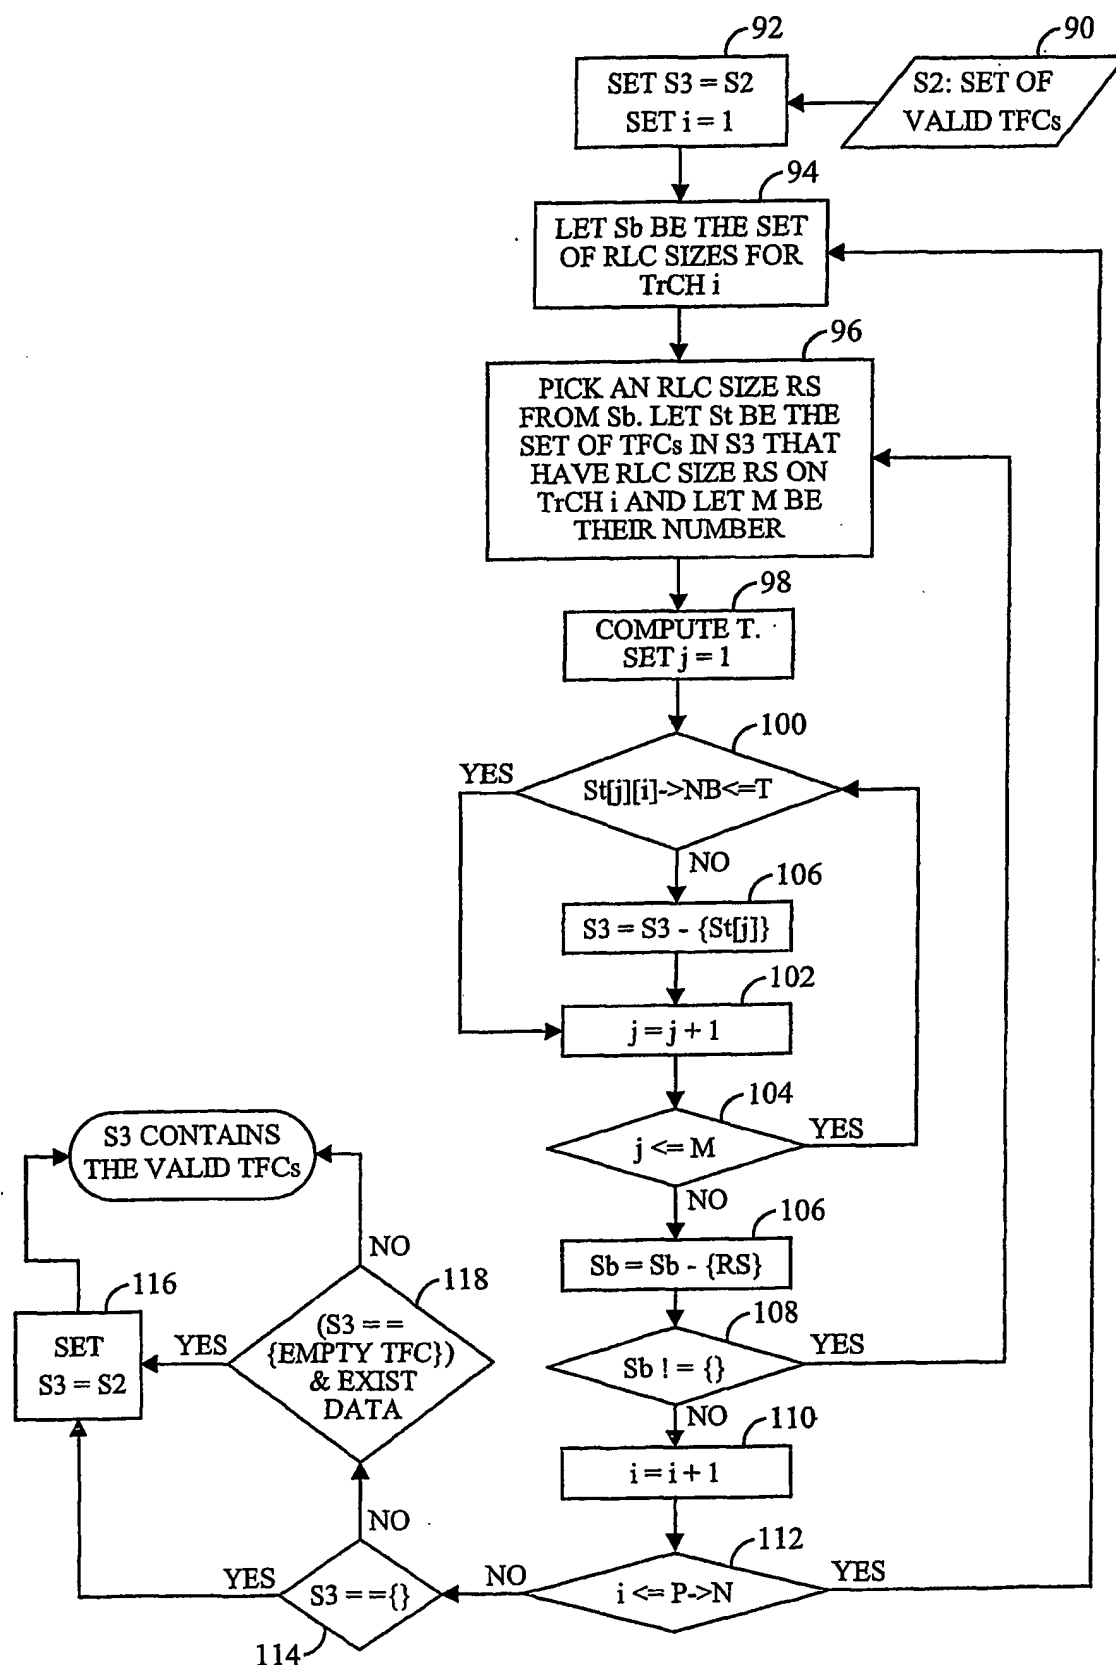 92
90
SET S3 = S2
SET i = 1
S2: SET OF
VALID TFCs
94
LET Sb BE THE SET
OF RLC SIZES FOR
TrCH i
96
PICK AN RLC SIZE RS
FROM Sb. LET St BE THE
SET OF TFCs IN S3 THAT
HAVE RLC SIZE RS ON
TrCH i AND LET M BE
THEIR NUMBER
98
COMPUTE T.
SET j = 1
100
YES
St[j][i]->NB<=T
NO
106
S3 = S3 - {St[j]}
102
j = j + 1
104
j <= M
YES
NO
106
Sb = Sb - {RS}
108
Sb ! = {}
YES
NO
110
i = i + 1
112
i <= P->N
YES
NO
S3 = ={}
114
YES
NO
118
(S3 = =
{EMPTY TFC})
& EXIST
DATA
YES
NO
116
SET
S3 = S2
S3 CONTAINS
THE VALID TFCs